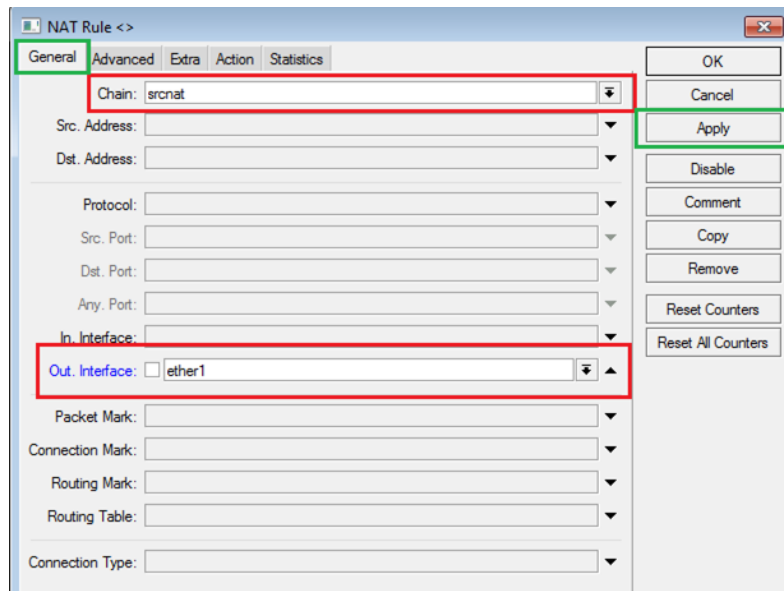 NAT Rule <>
General Advanced Extra Action Statistics
Chain: srcnat
Src. Address:
Dst. Address:
Protocol:
Src. Port:
Dst. Port:
Any. Port:
In. Interface:
Out. Interface: ether1
Packet Mark:
Connection Mark:
Routing Mark:
Routing Table:
Connection Type:
OK
Cancel
Apply
Disable
Comment
Copy
Remove
Reset Counters
Reset All Counters